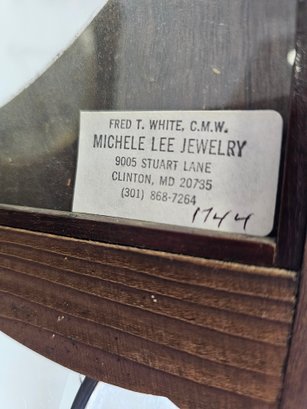 FRED T. WHITE, C.M.W.
MICHELE LEE JEWELRY
9005 STUART LANE
CLINTON, MD 20735
(301) 868-7264
1744